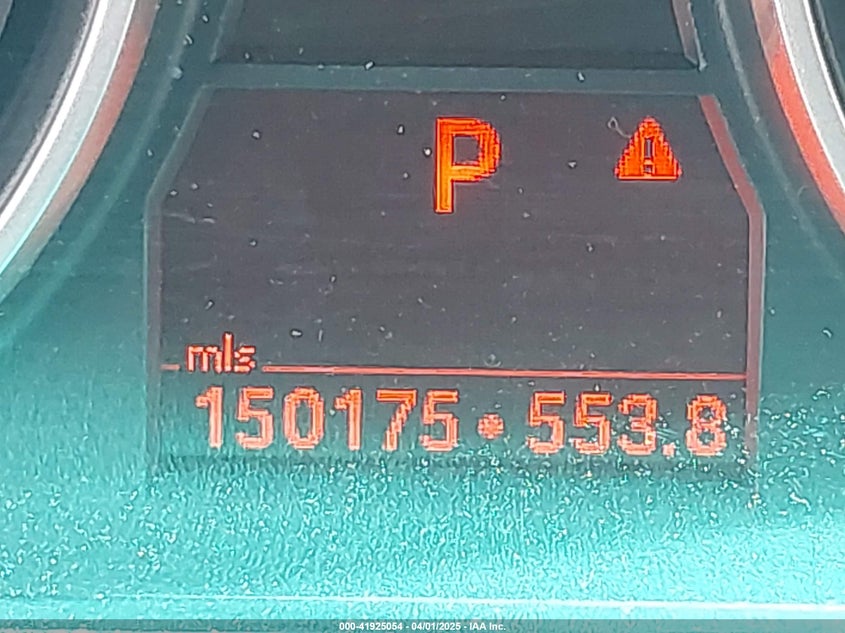 P
mls
150175 • 553.8
000-41925054 - 04/01/2025 - IAA Inc.